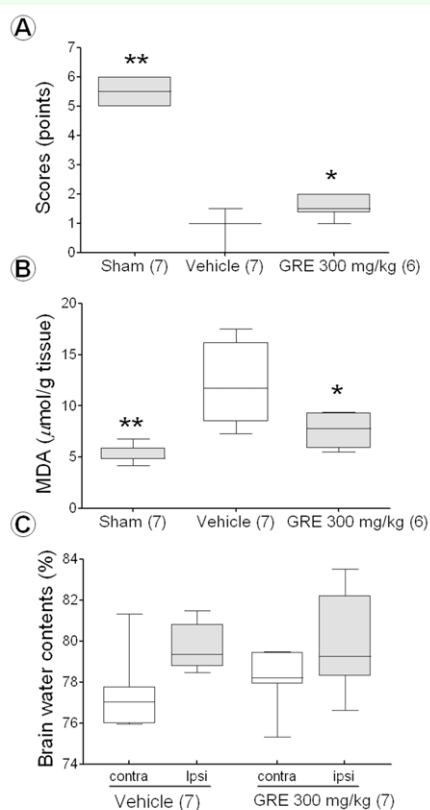 A
Scores (points)
7
6
5
4
3
2
1
0
**
*
Sham (7) Vehicle (7) GRE 300 mg/kg (6)
B
MDA (μmol/g tissue)
20
15
10
5
0
**
*
Sham (7) Vehicle (7) GRE 300 mg/kg (6)
C
Brain water contents (%)
84
82
80
78
76
74
contra Ipsi contra ipsi
Vehicle (7) GRE 300 mg/kg (7)